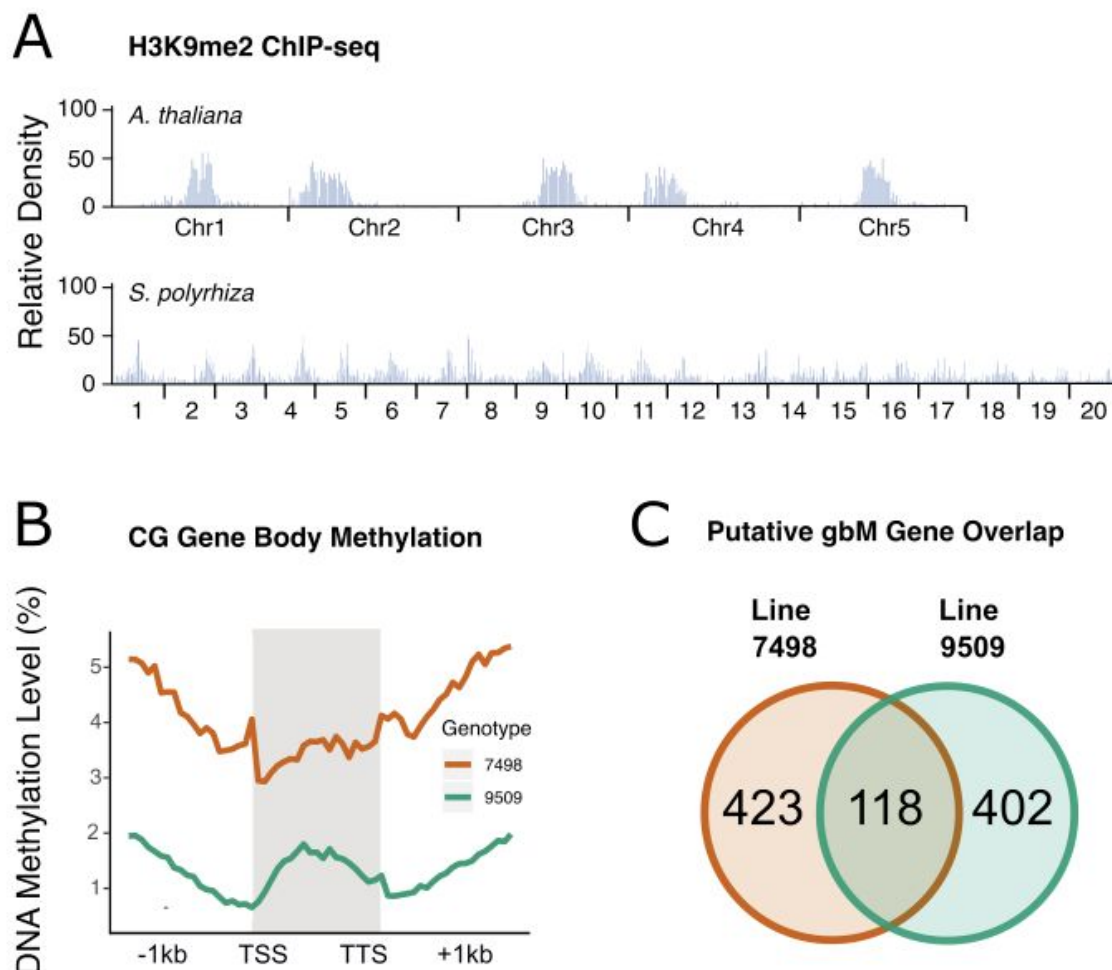 A
H3K9me2 ChIP-seq
Relative Density
100
50
0
A. thaliana
Chr1 Chr2 Chr3 Chr4 Chr5
100
50
0
S. polyrhiza
1 2 3 4 5 6 7 8 9 10 11 12 13 14 15 16 17 18 19 20
B
CG Gene Body Methylation
DNA Methylation Level (%)
5
4
3
2
1
Genotype
7498
9509
-1kb TSS TTS +1kb
C
Putative gbM Gene Overlap
Line
7498
Line
9509
423 118 402